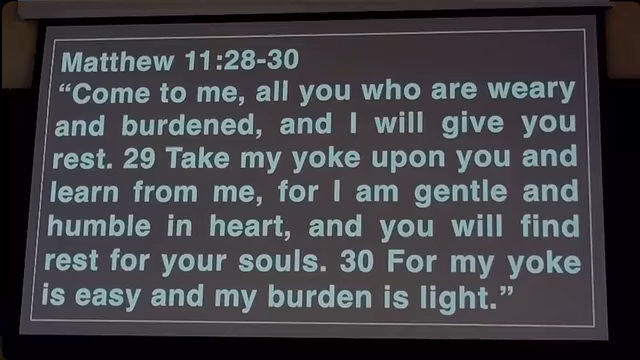 Matthew 11:28-30
“Come to me, all you who are weary
and burdened, and I will give you
rest. 29 Take my yoke upon you and
learn from me, for I am gentle and
humble in heart, and you will find
rest for your souls. 30 For my yoke
is easy and my burden is light.”